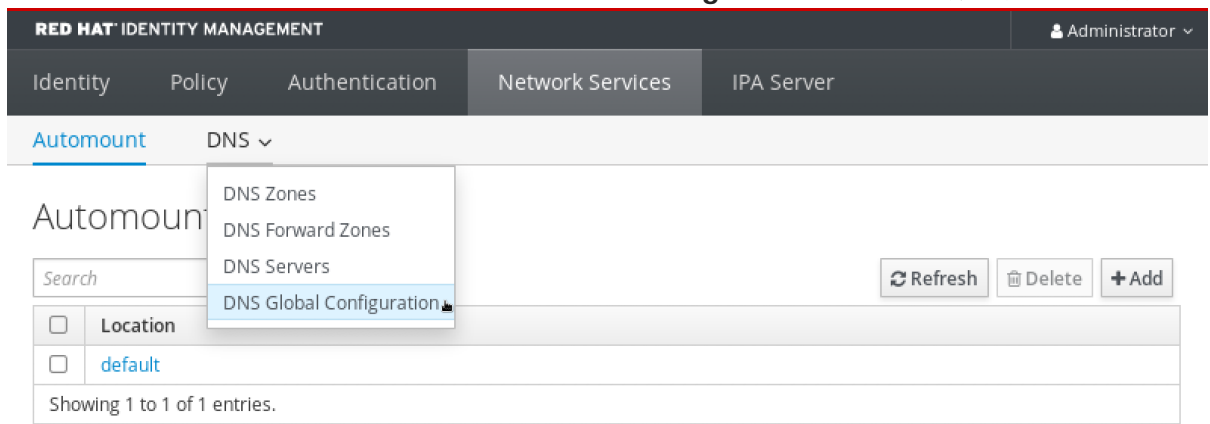 RED HAT IDENTITY MANAGEMENT Administrator
Identity Policy Authentication Network Services IPA Server
Automount DNS
DNS Zones
Automoun
DNS Forward Zones
Search DNS Servers Refresh Delete Add
DNS Global Configuration
Location
default
Showing 1 to 1 of 1 entries.